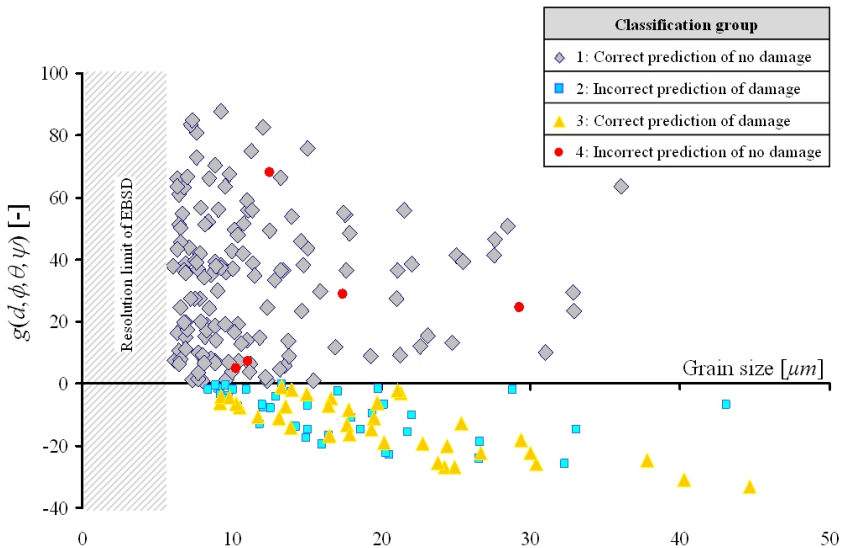 Classification group
1: Correct prediction of no damage
2: Incorrect prediction of damage
3: Correct prediction of damage
4: Incorrect prediction of no damage
100
80
60
40
20
0
-20
-40
g(d,ϕ,θ,ψ) [-]
Resolution limit of EBSD
Grain size [μm]
0 10 20 30 40 50